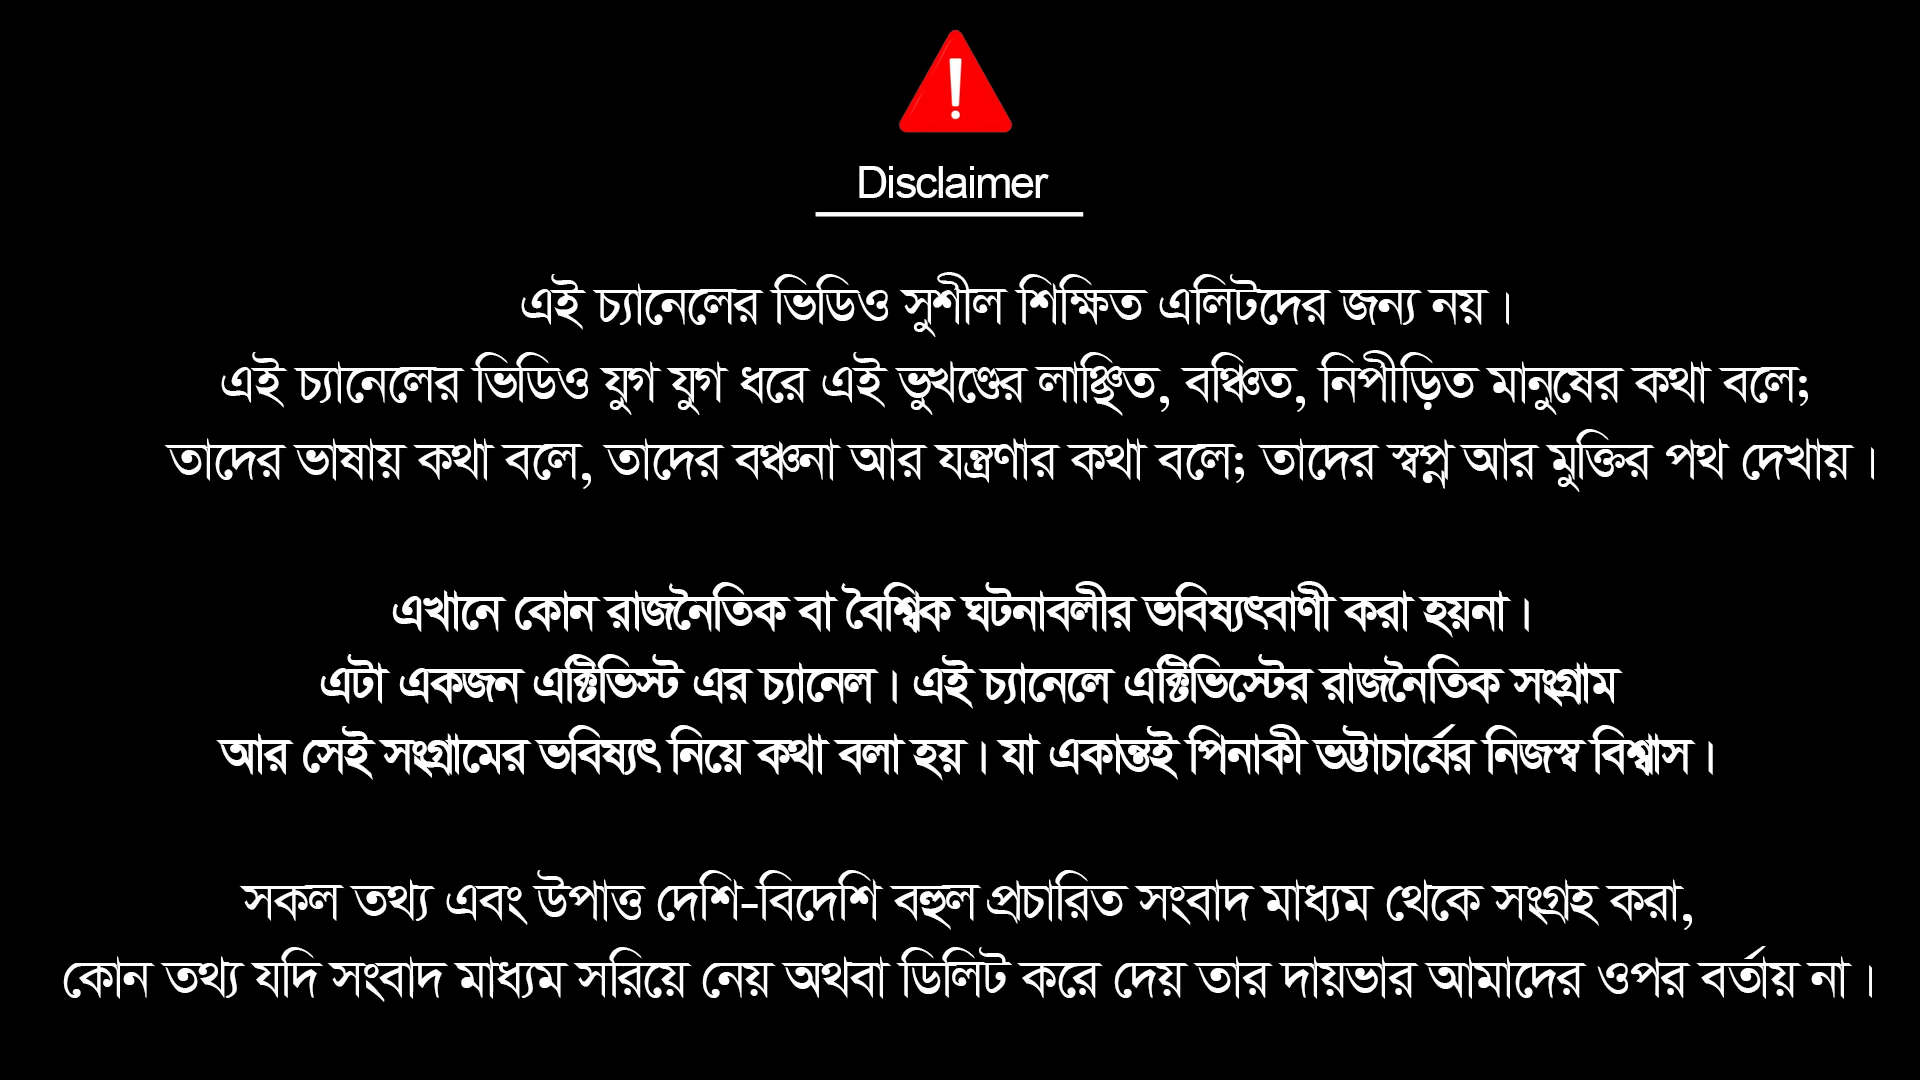 Disclaimer
এই চ্যানেলের ভিডিও সুশীল শিক্ষিত এলিটদের জন্য নয়।
এই চ্যানেলের ভিডিও যুগ যুগ ধরে এই ভুখণ্ডের লাঞ্ছিত, বঞ্চিত, নিপীড়িত মানুষের কথা বলে;
তাদের ভাষায় কথা বলে, তাদের বঞ্চনা আর যন্ত্রণার কথা বলে; তাদের স্বপ্ন আর মুক্তির পথ দেখায়।
এখানে কোন রাজনৈতিক বা বৈশ্বিক ঘটনাবলীর ভবিষ্যৎবাণী করা হয়না।
এটা একজন এক্টিভিস্ট এর চ্যানেল। এই চ্যানেলে এক্টিভিস্টের রাজনৈতিক সংগ্রাম
আর সেই সংগ্রামের ভবিষ্যৎ নিয়ে কথা বলা হয়। যা একান্তই পিনাকী ভট্টাচার্যের নিজস্ব বিশ্বাস।
সকল তথ্য এবং উপাত্ত দেশি-বিদেশি বহুল প্রচারিত সংবাদ মাধ্যম থেকে সংগ্রহ করা,
কোন তথ্য যদি সংবাদ মাধ্যম সরিয়ে নেয় অথবা ডিলিট করে দেয় তার দায়ভার আমাদের ওপর বর্তায় না।